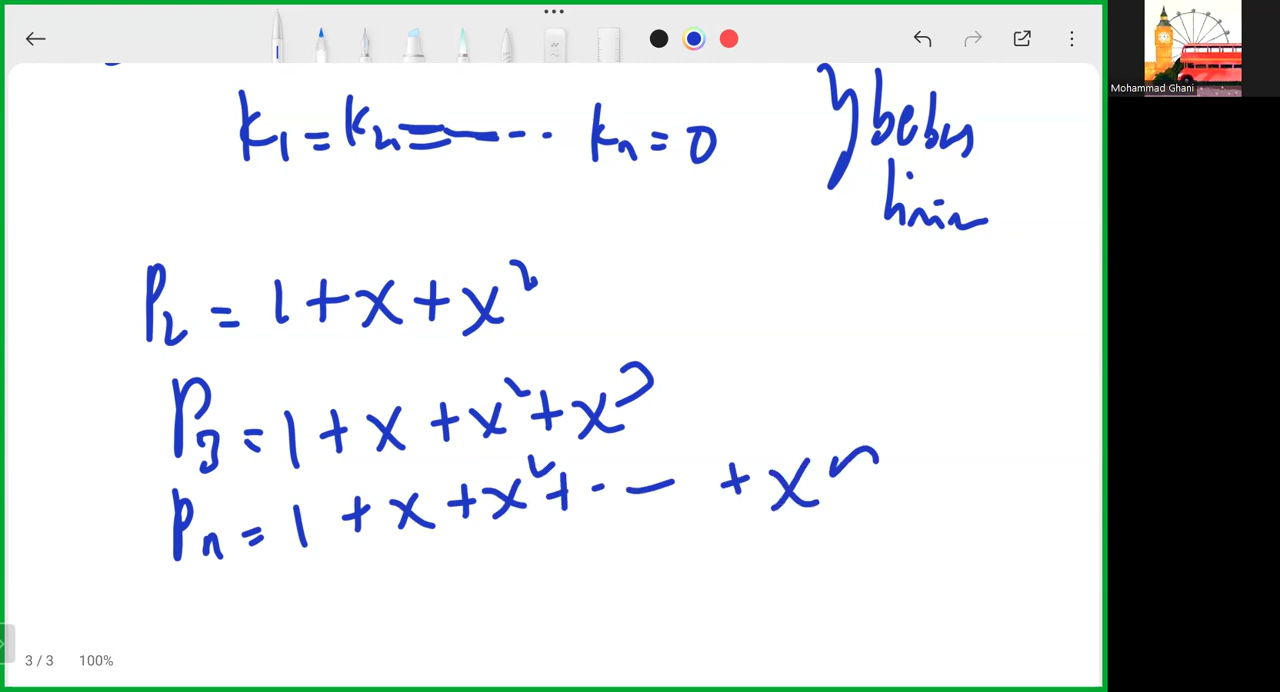 Mohammad Ghani
k₁ = k₂ = --- kₙ = 0 } bebas
linier
P₂ = 1 + x + x²
P₃ = 1 + x + x² + x³
Pₙ = 1 + x + x² + --- + xⁿ
3 / 3 100%